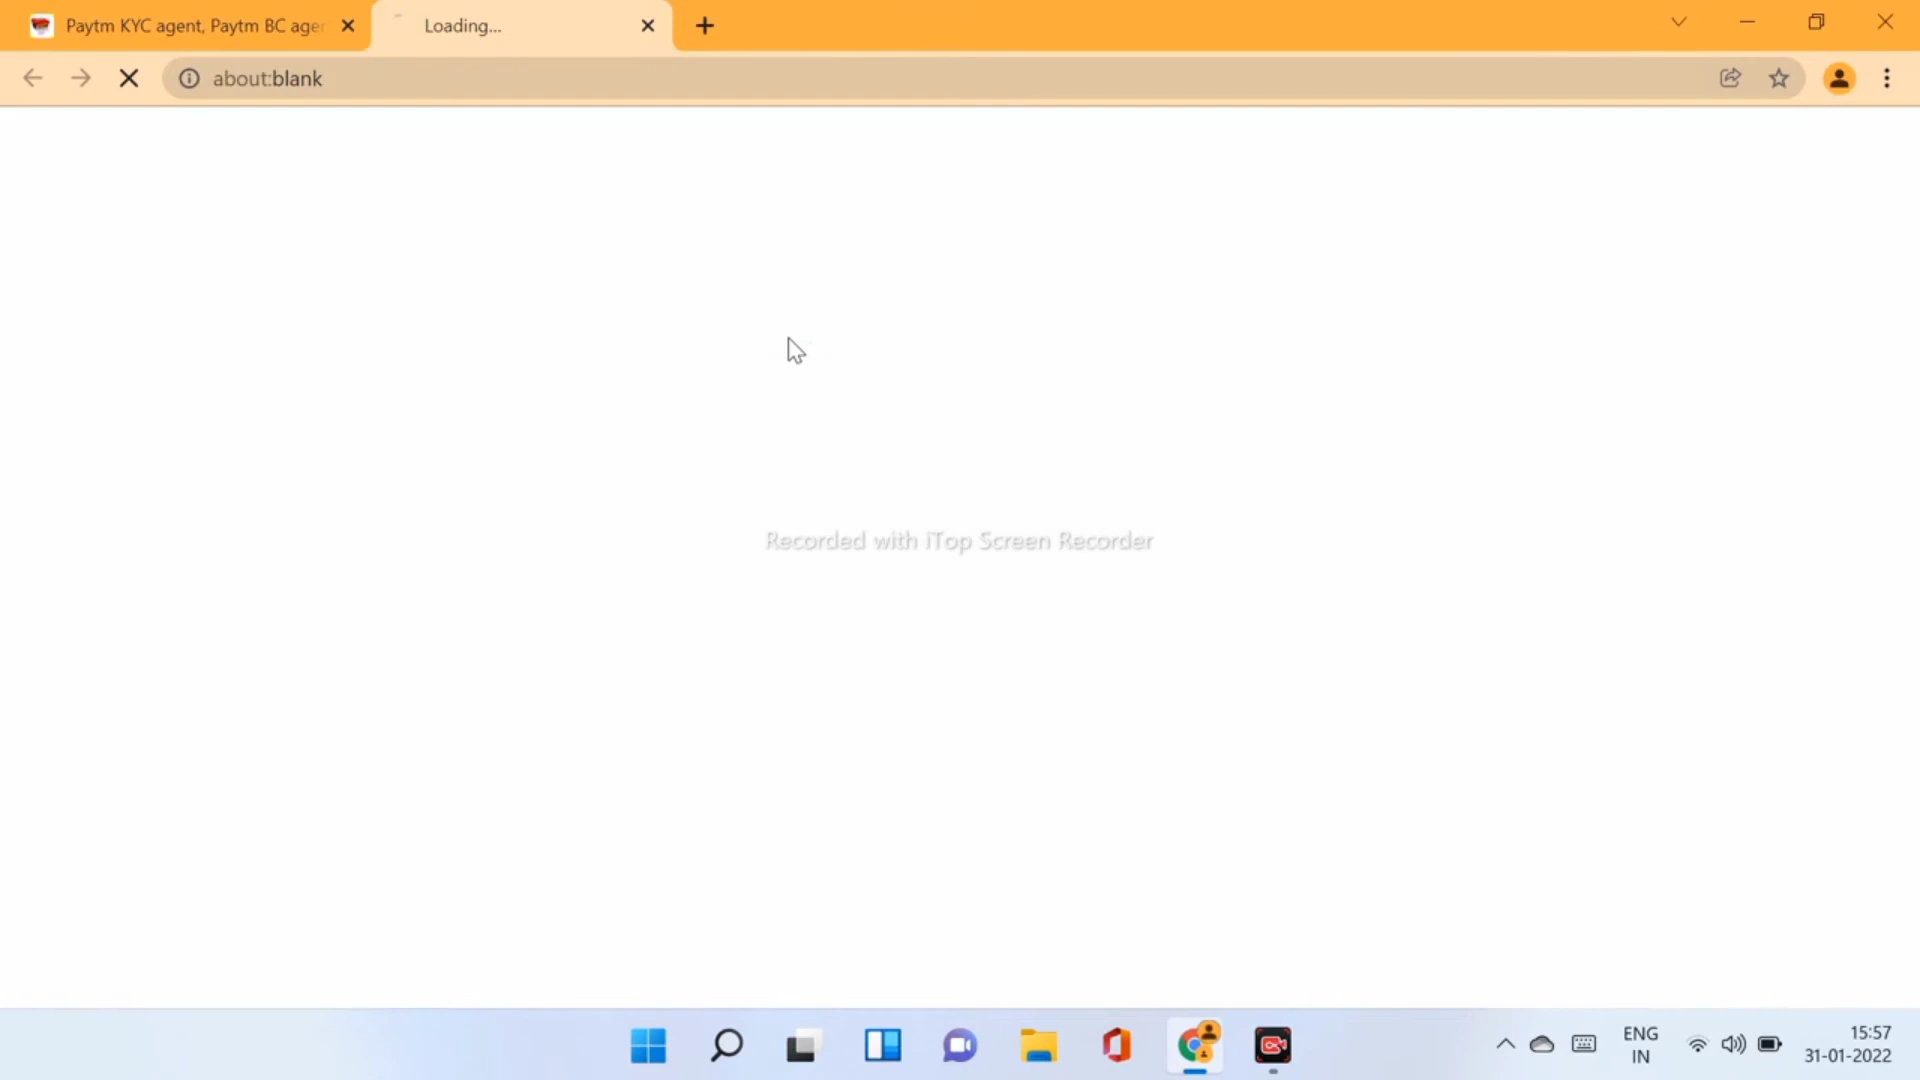 Paytm KYC agent, Paytm BC ager
Loading...
about:blank
Recorded with iTop Screen Recorder
ENG
IN
15:57
31-01-2022